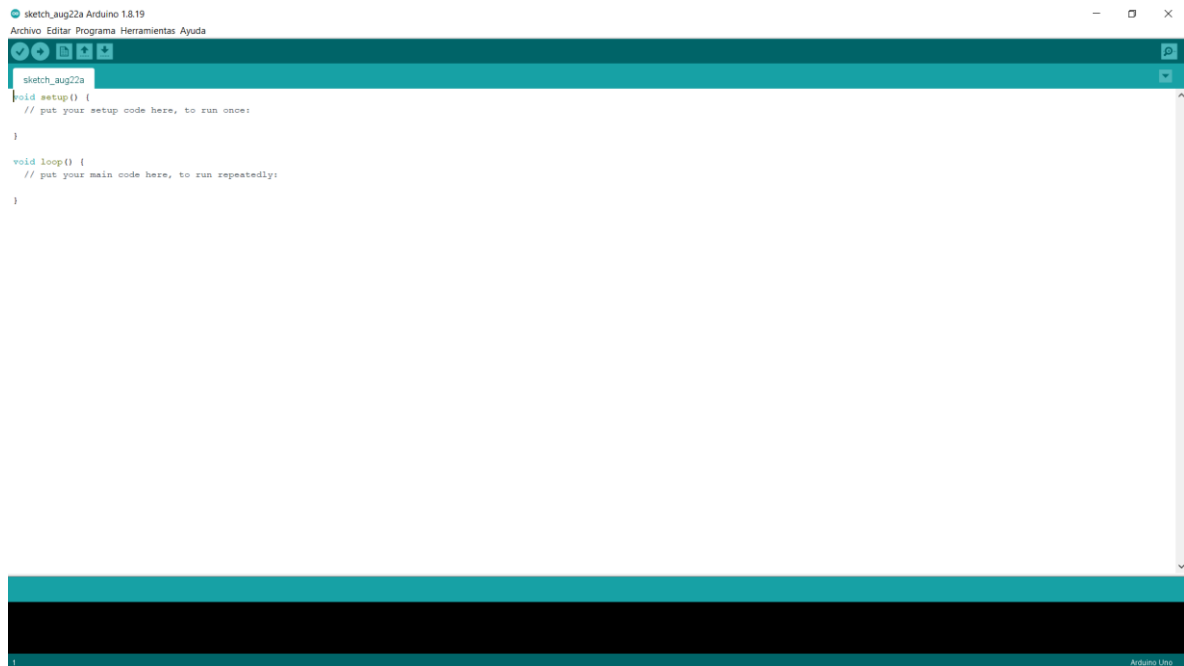 sketch_aug22a Arduino 1.8.19
Archivo Editar Programa Herramientas Ayuda
sketch_aug22a
void setup() {
// put your setup code here, to run once:
}
void loop() {
// put your main code here, to run repeatedly:
}
1
Arduino Uno